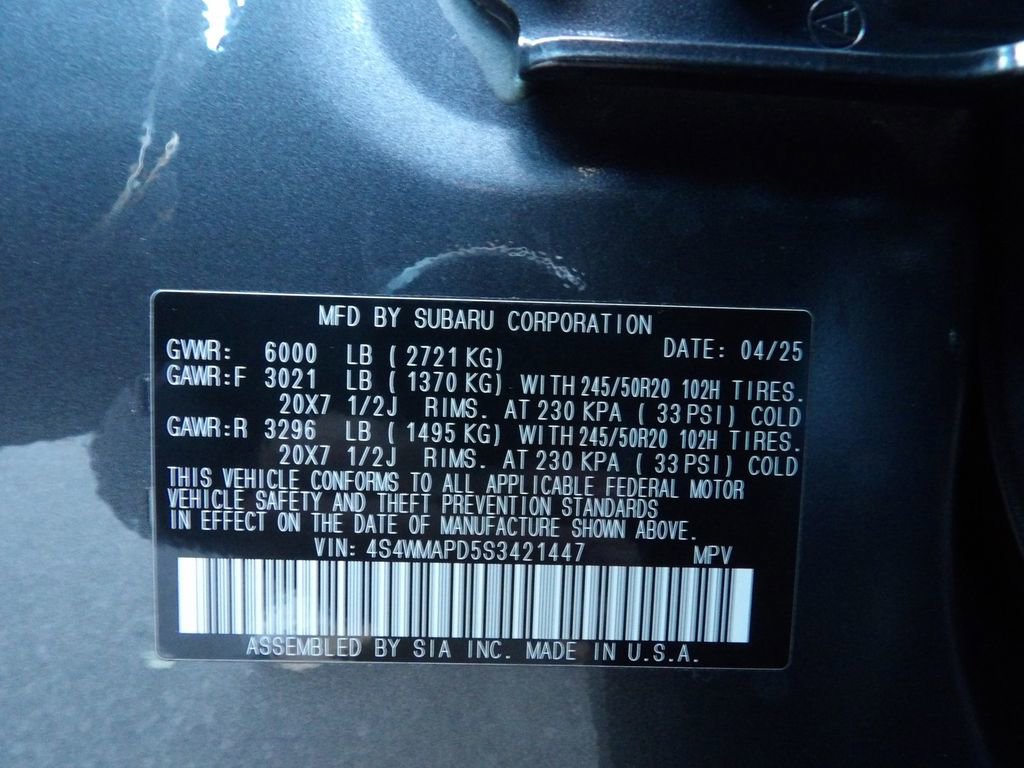 MFD BY SUBARU CORPORATION
GVWR: 6000 LB ( 2721 KG) DATE: 04/25
GAWR:F 3021 LB ( 1370 KG) WITH 245/50R20 102H TIRES.
20X7 1/2J RIMS. AT 230 KPA ( 33 PSI) COLD
GAWR:R 3296 LB ( 1495 KG) WITH 245/50R20 102H TIRES.
20X7 1/2J RIMS. AT 230 KPA ( 33 PSI) COLD
THIS VEHICLE CONFORMS TO ALL APPLICABLE FEDERAL MOTOR
VEHICLE SAFETY AND THEFT PREVENTION STANDARDS
IN EFFECT ON THE DATE OF MANUFACTURE SHOWN ABOVE.
VIN: 4S4WMAPD5S3421447 MPV
ASSEMBLED BY SIA INC. MADE IN U.S.A.